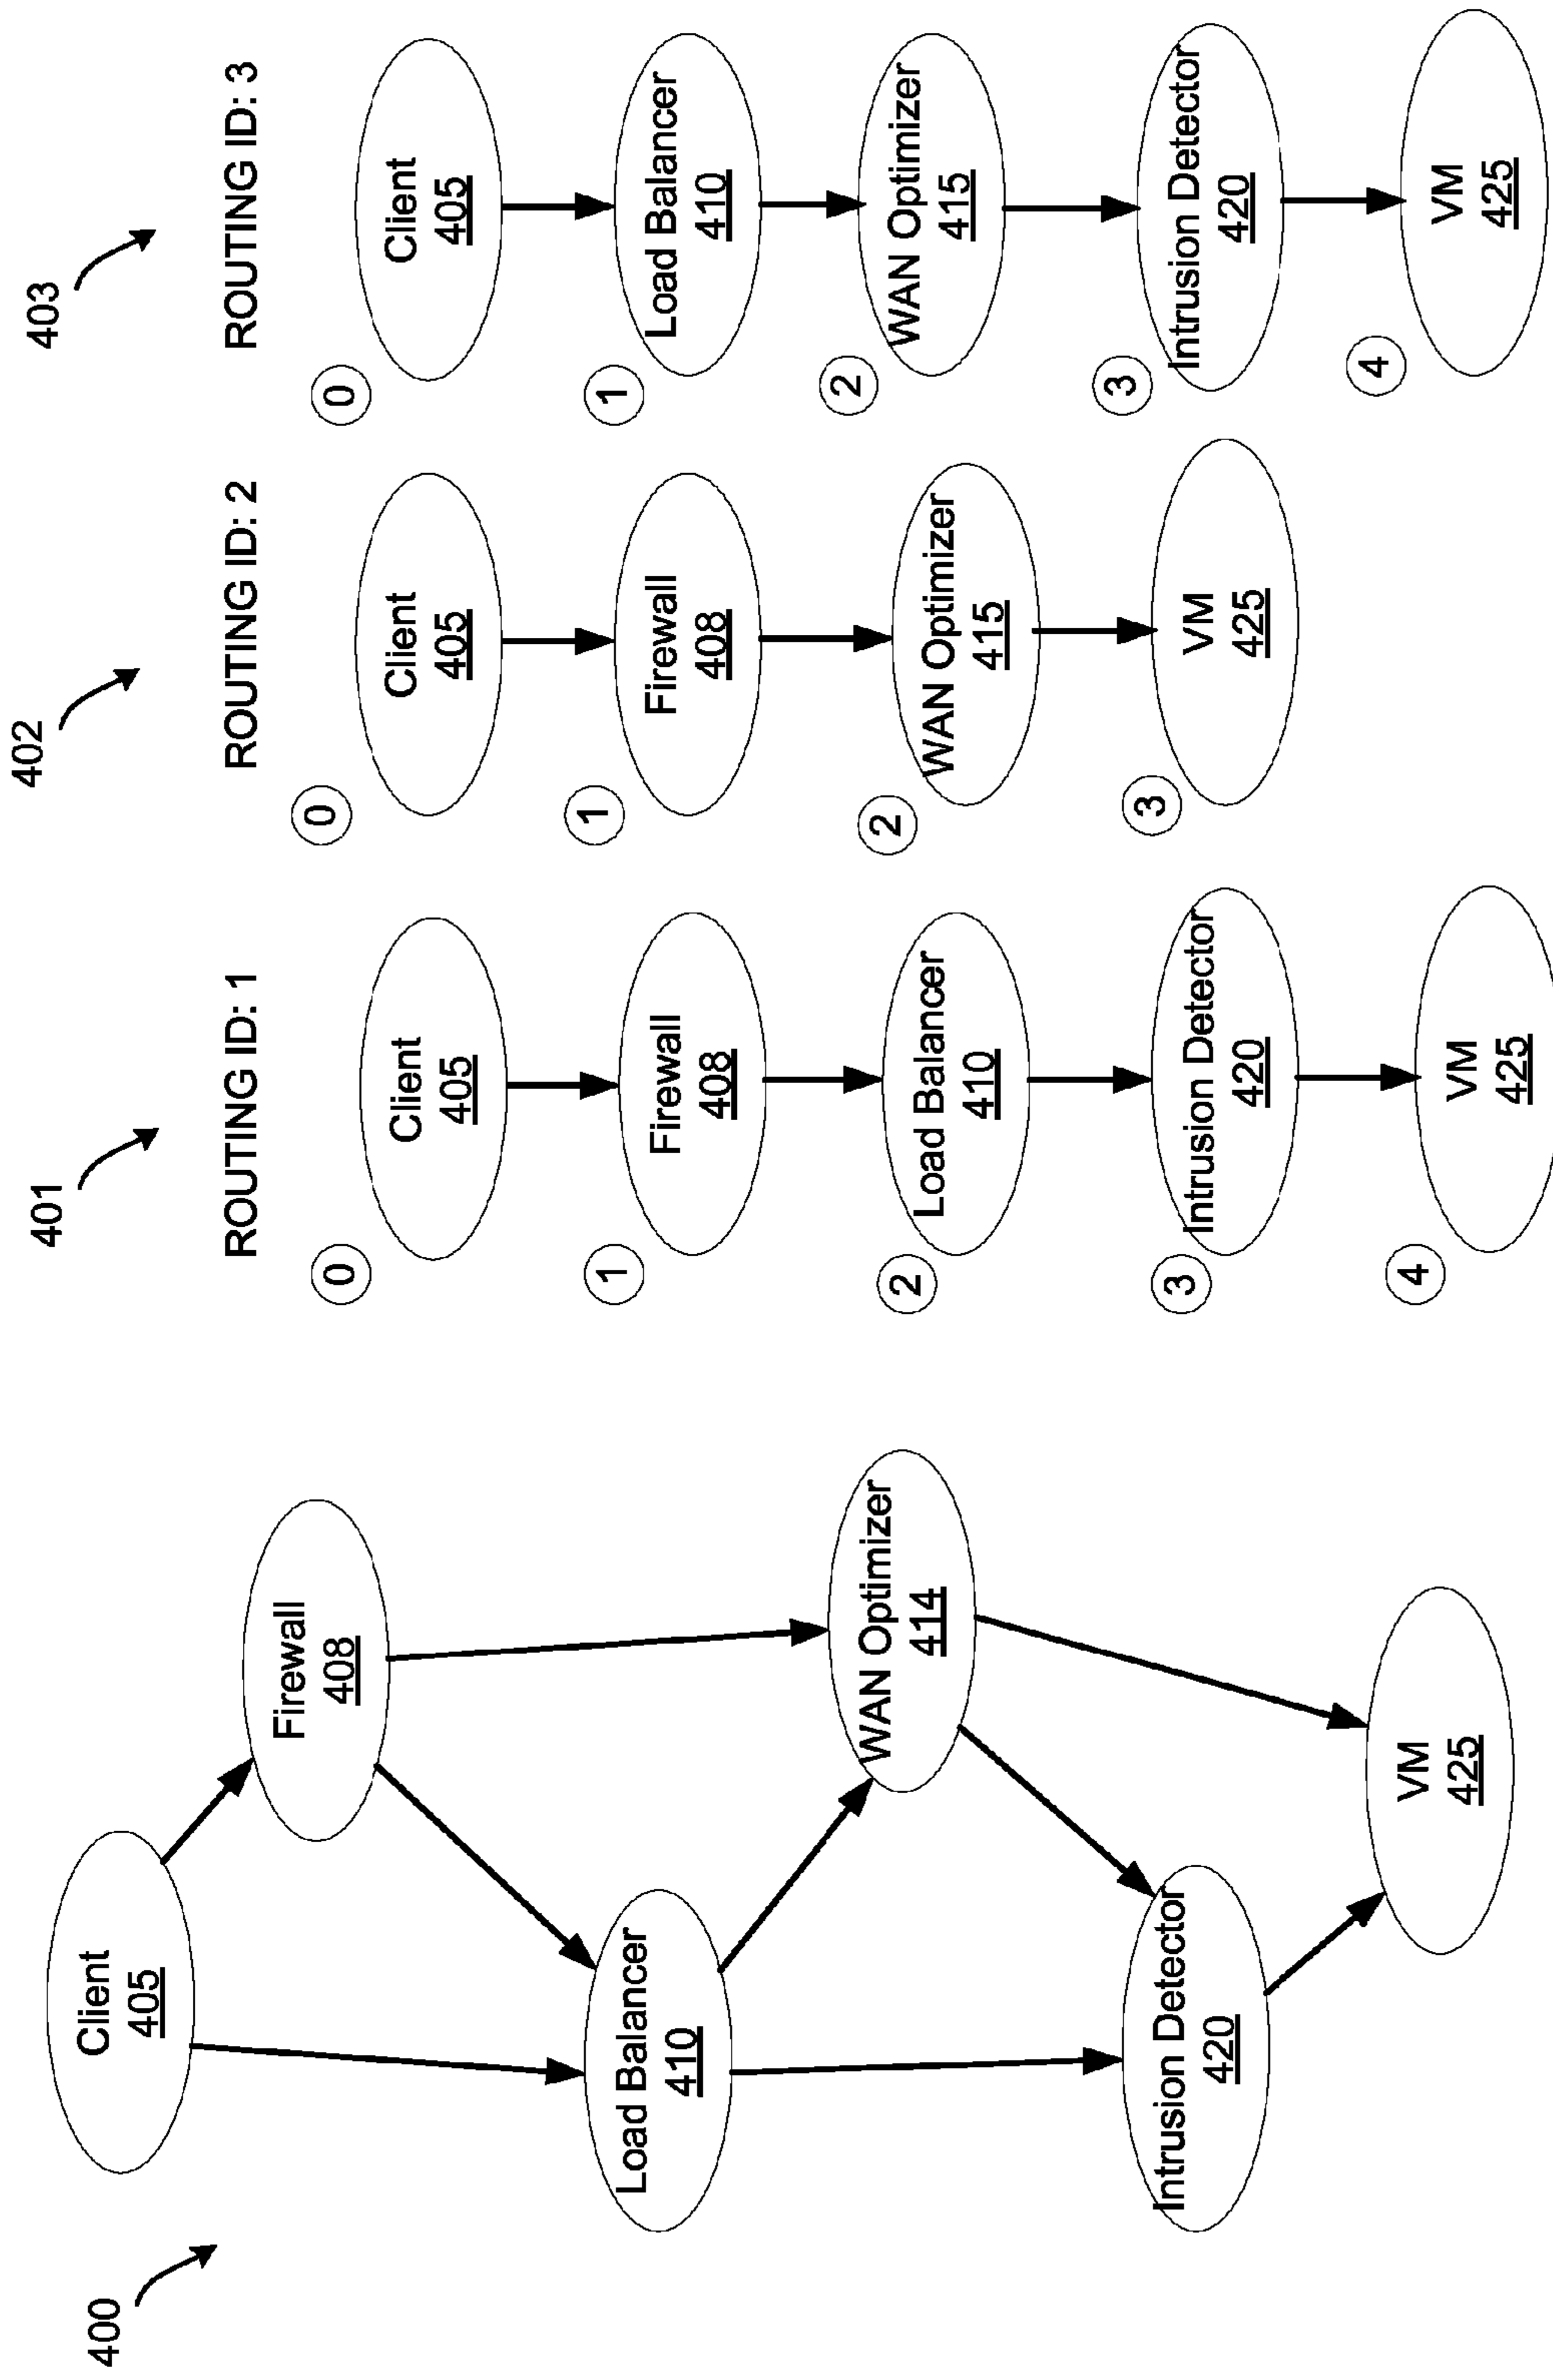 400
Client
405
Firewall
408
Load Balancer
410
WAN Optimizer
414
Intrusion Detector
420
VM
425
401
ROUTING ID: 1
0
Client
405
1
Firewall
408
2
Load Balancer
410
3
Intrusion Detector
420
4
VM
425
402
ROUTING ID: 2
0
Client
405
1
Firewall
408
2
WAN Optimizer
415
3
VM
425
403
ROUTING ID: 3
0
Client
405
1
Load Balancer
410
2
WAN Optimizer
415
3
Intrusion Detector
420
4
VM
425